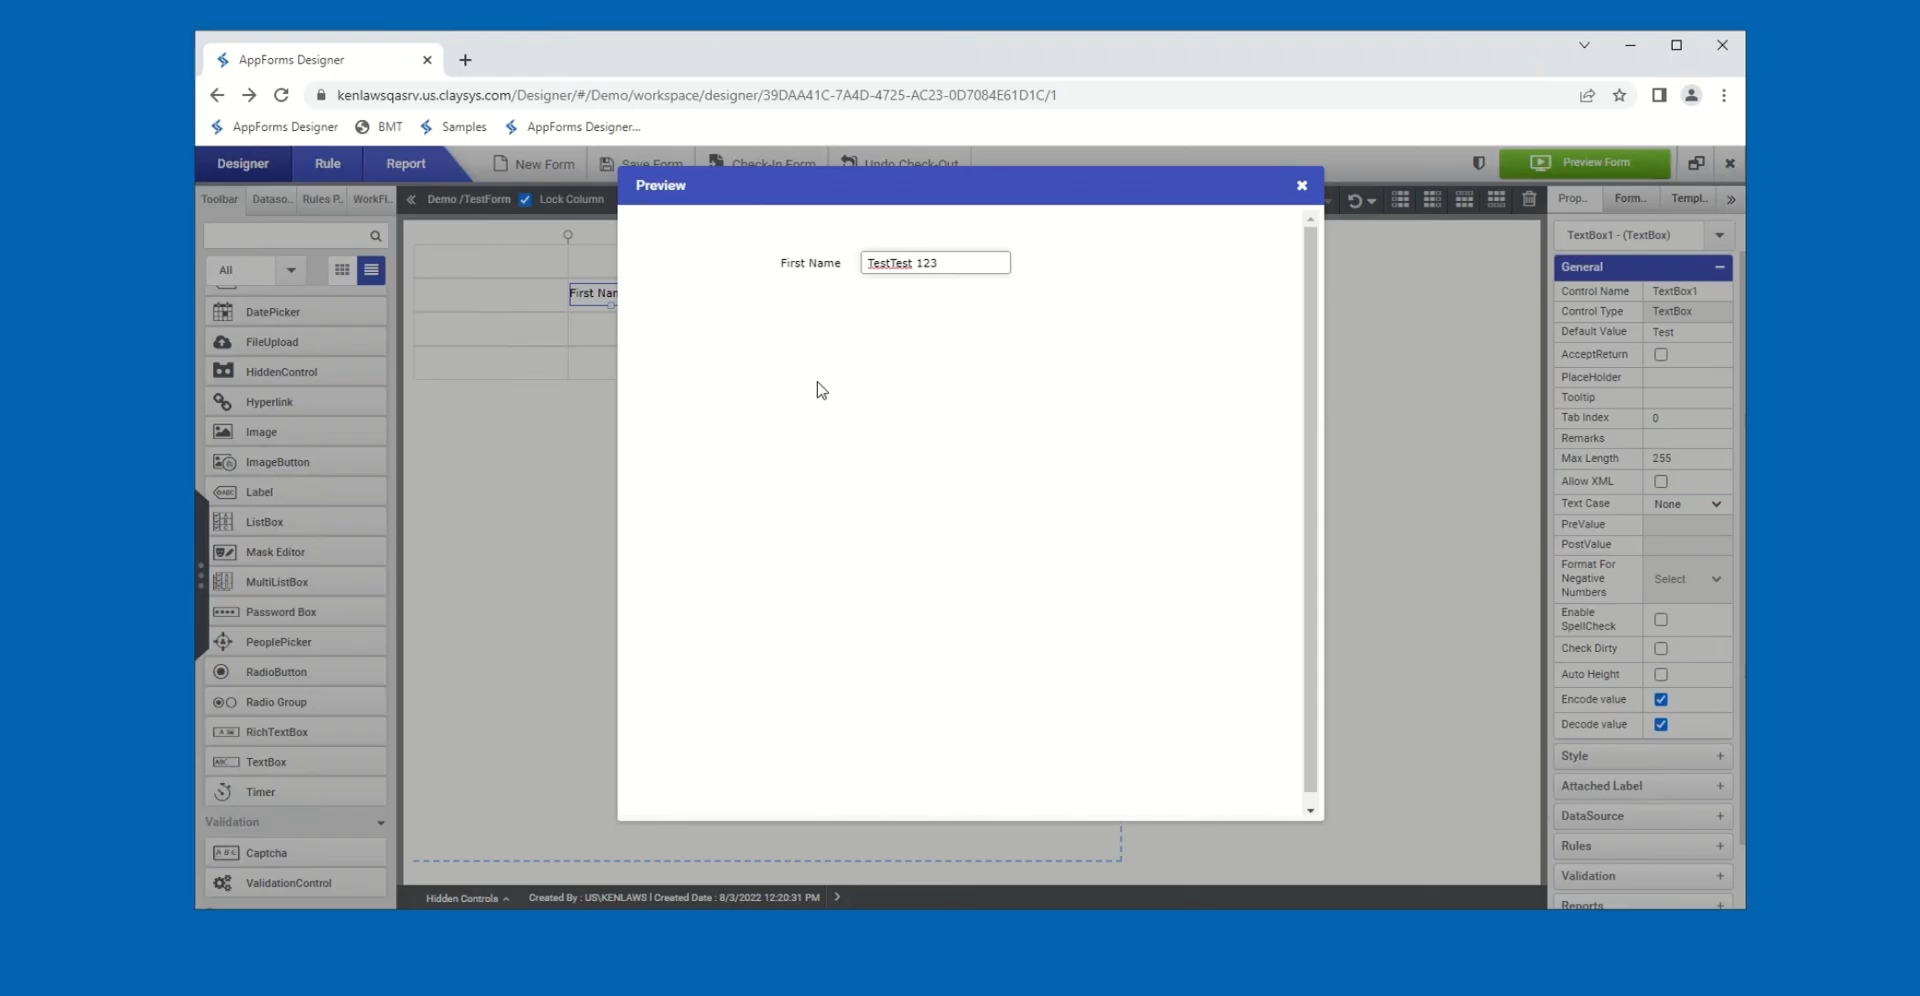 AppForms Designer
kenlawsqasrv.us.claysys.com/Designer/#/Demo/workspace/designer/39DAA41C-7A4D-4725-AC23-0D7084E61D1C/1
AppForms Designer BMT Samples AppForms Designer...
Designer Rule Report New Form Save Form Check-In Form Undo Check-Out Preview Form
Preview
Toolbar Dataso.. Rules P.. WorkFl.. Demo /TestForm Lock Column Prop.. Form.. Templ..
TextBox1 - (TextBox)
First Name TestTest 123
All
General
First Nan
Control Name TextBox1
DatePicker
Control Type TextBox
Default Value Test
FileUpload
AcceptReturn
HiddenControl
PlaceHolder
Tooltip
Hyperlink
Tab Index 0
Image
Remarks
ImageButton
Max Length 255
Allow XML
Label
Text Case None
ListBox
PreValue
PostValue
Mask Editor
Format For
Negative
Numbers
Select
MultiListBox
Password Box
Enable
SpellCheck
PeoplePicker
Check Dirty
RadioButton
Auto Height
Radio Group
Encode value
RichTextBox
Decode value
TextBox
Style
Timer
Attached Label
Validation
DataSource
Captcha
Rules
ValidationControl
Validation
Hidden Controls Created By : US\KENLAWS | Created Date : 8/3/2022 12:20:31 PM
Reports